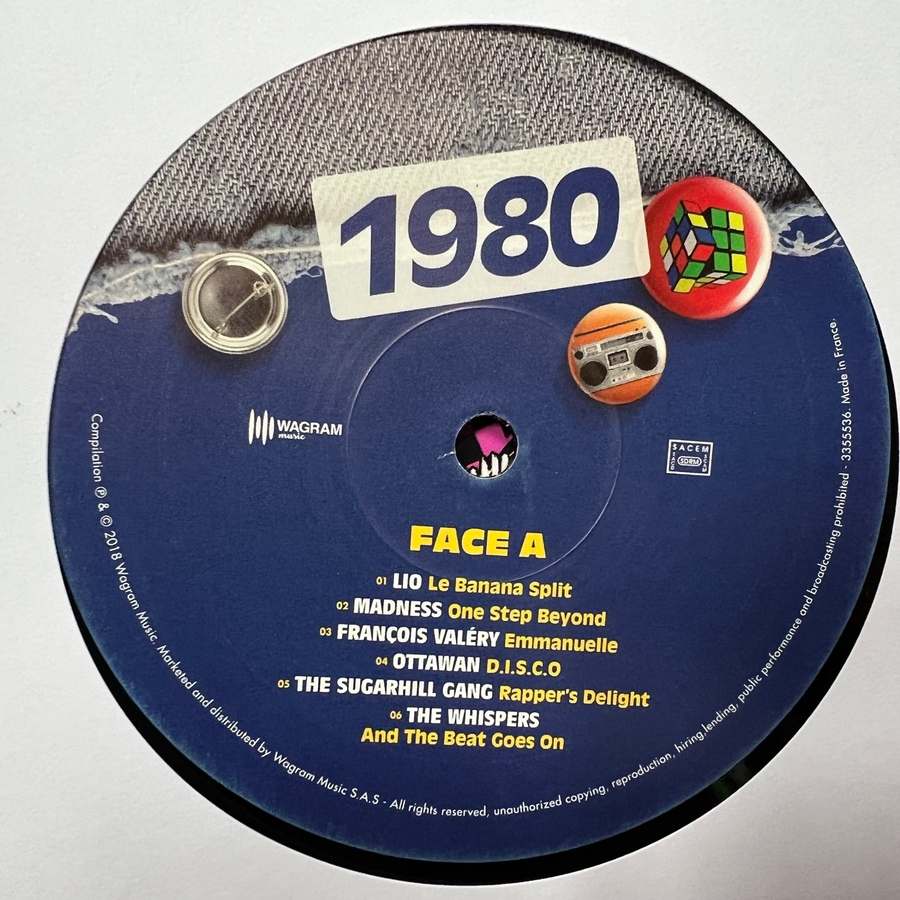 1980
WAGRAM
music
SACEM
SDRM
FACE A
01 LIO Le Banana Split
02 MADNESS One Step Beyond
03 FRANÇOIS VALÉRY Emmanuelle
04 OTTAWAN D.I.S.C.O
05 THE SUGARHILL GANG Rapper's Delight
06 THE WHISPERS
And The Beat Goes On
Compilation ℗ & © 2018 Wagram Music. Marketed and distributed by Wagram Music S.A.S - All rights reserved, unauthorized copying, reproduction, hiring,lending, public performance and broadcasting prohibited - 3355536. Made in France.